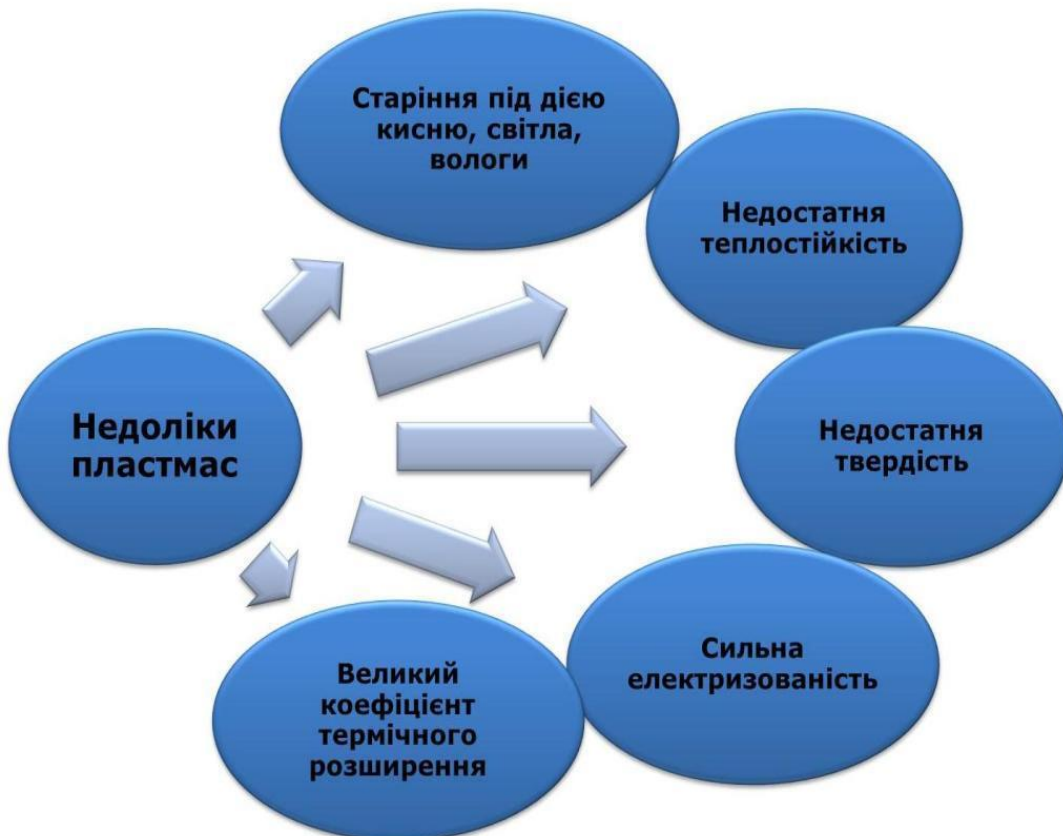 Старіння під дією
кисню, світла,
вологи
Недостатня
теплостійкість
Недоліки
пластмас
Недостатня
твердість
Сильна
електризованість
Великий
коефіцієнт
термічного
розширення